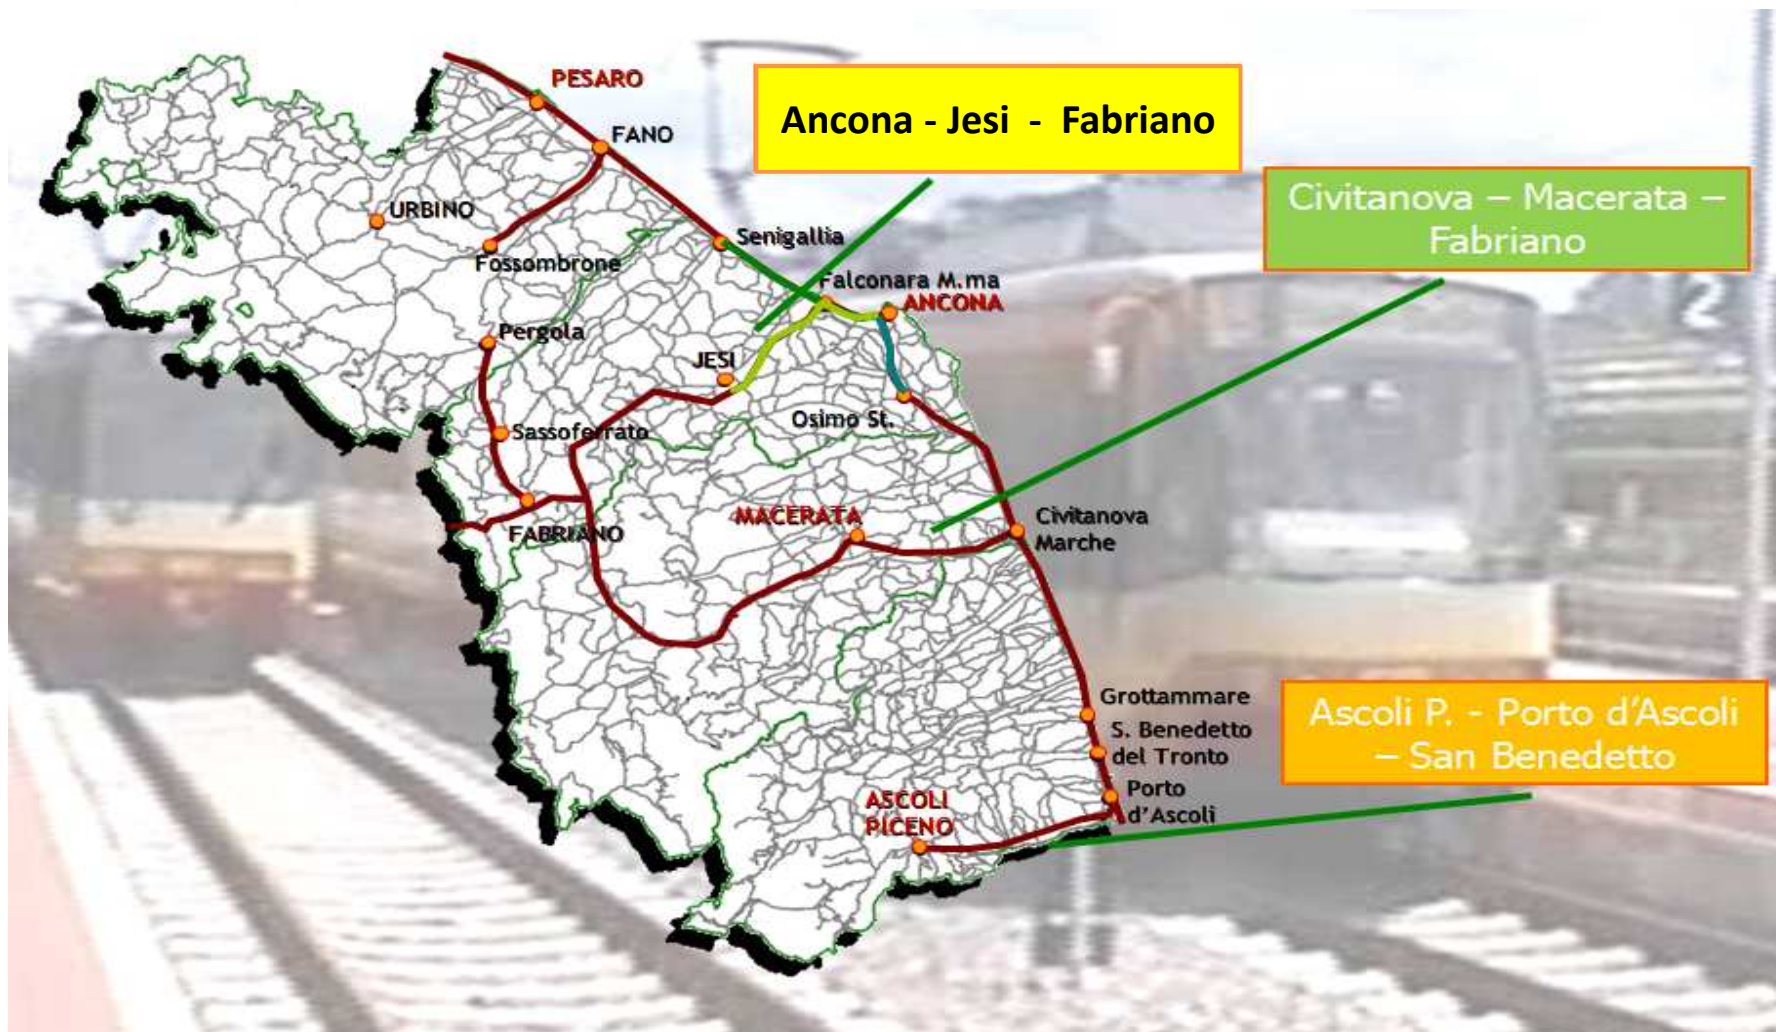 PESARO
Ancona - Jesi - Fabriano
FANO
Civitanova – Macerata –
Fabriano
URBINO
Senigallia
Fossombrone
Falconara M.ma
ANCONA
2
Pergola
JESI
Osimo St.
Sassoferrato
MACERATA
Civitanova
Marche
FABRIANO
Grottammare
S. Benedetto
del Tronto
Ascoli P. - Porto d'Ascoli
– San Benedetto
Porto
d'Ascoli
ASCOLI
PICENO